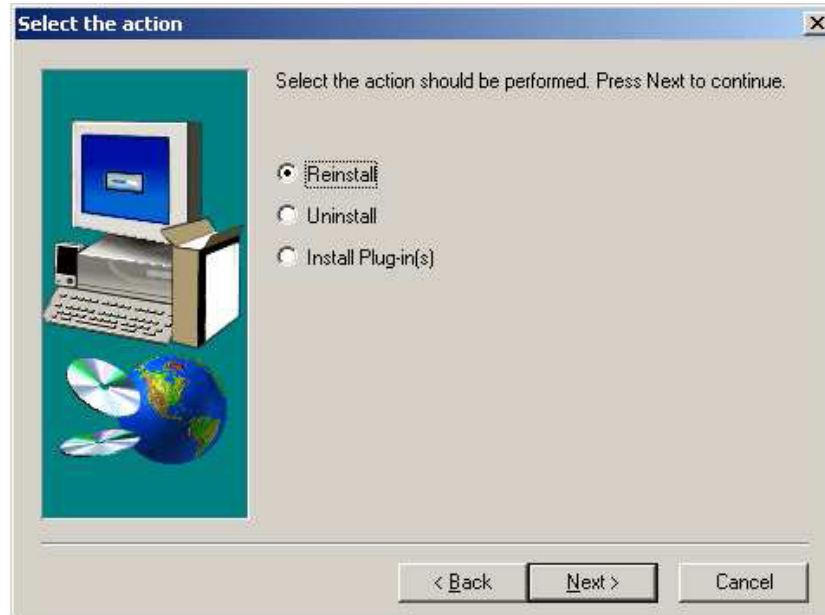 Select the action
Select the action should be performed. Press Next to continue.
Reinstall
Uninstall
Install Plug-in(s)
< Back
Next >
Cancel